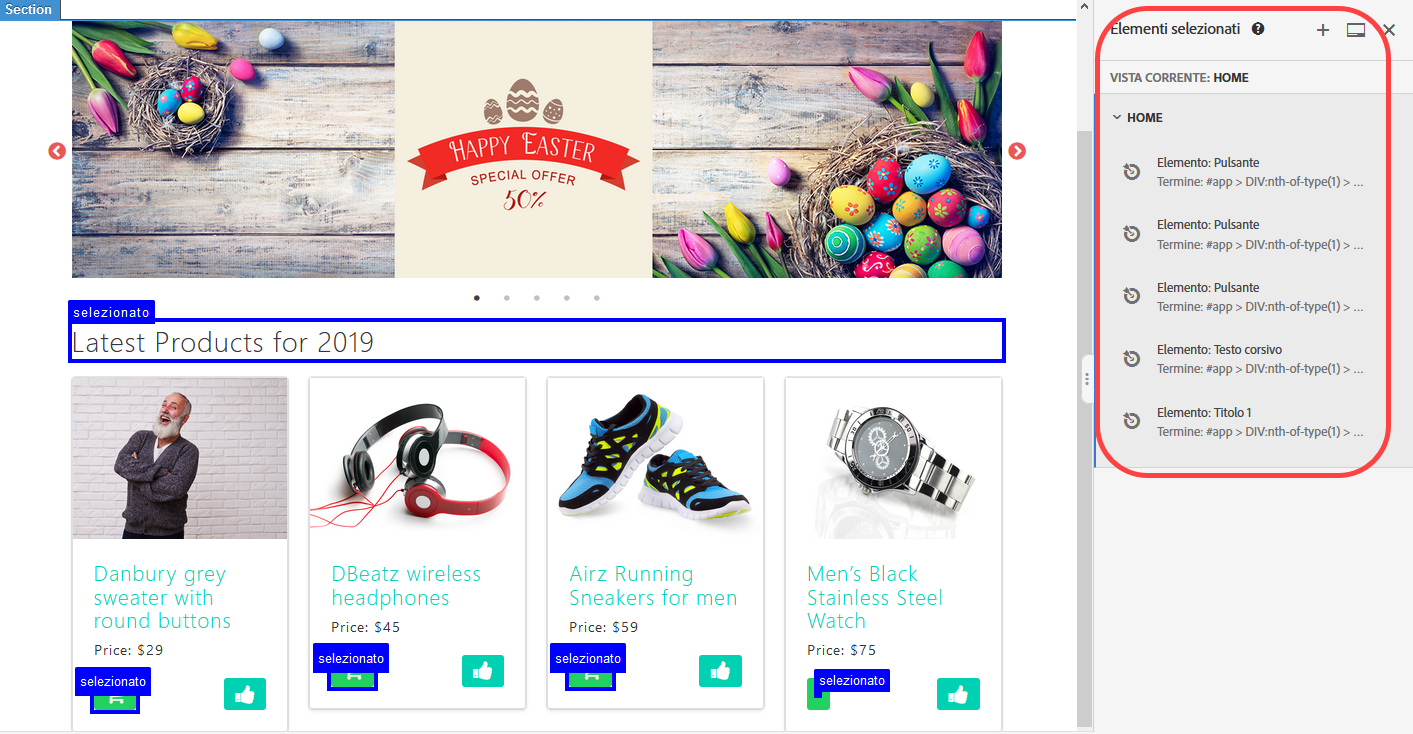 Section
HAPPY EASTER
SPECIAL OFFER
50%
selezionato
Latest Products for 2019
Danbury grey
sweater with
round buttons
Price: $29
selezionato
DBeatz wireless
headphones
Price: $45
selezionato
Airz Running
Sneakers for men
Price: $59
selezionato
Men’s Black
Stainless Steel
Watch
Price: $75
selezionato
Elementi selezionati
VISTA CORRENTE: HOME
HOME
Elemento: Pulsante
Termine: #app > DIV:nth-of-type(1) > ...
Elemento: Pulsante
Termine: #app > DIV:nth-of-type(1) > ...
Elemento: Pulsante
Termine: #app > DIV:nth-of-type(1) > ...
Elemento: Testo corsivo
Termine: #app > DIV:nth-of-type(1) > ...
Elemento: Titolo 1
Termine: #app > DIV:nth-of-type(1) > ...